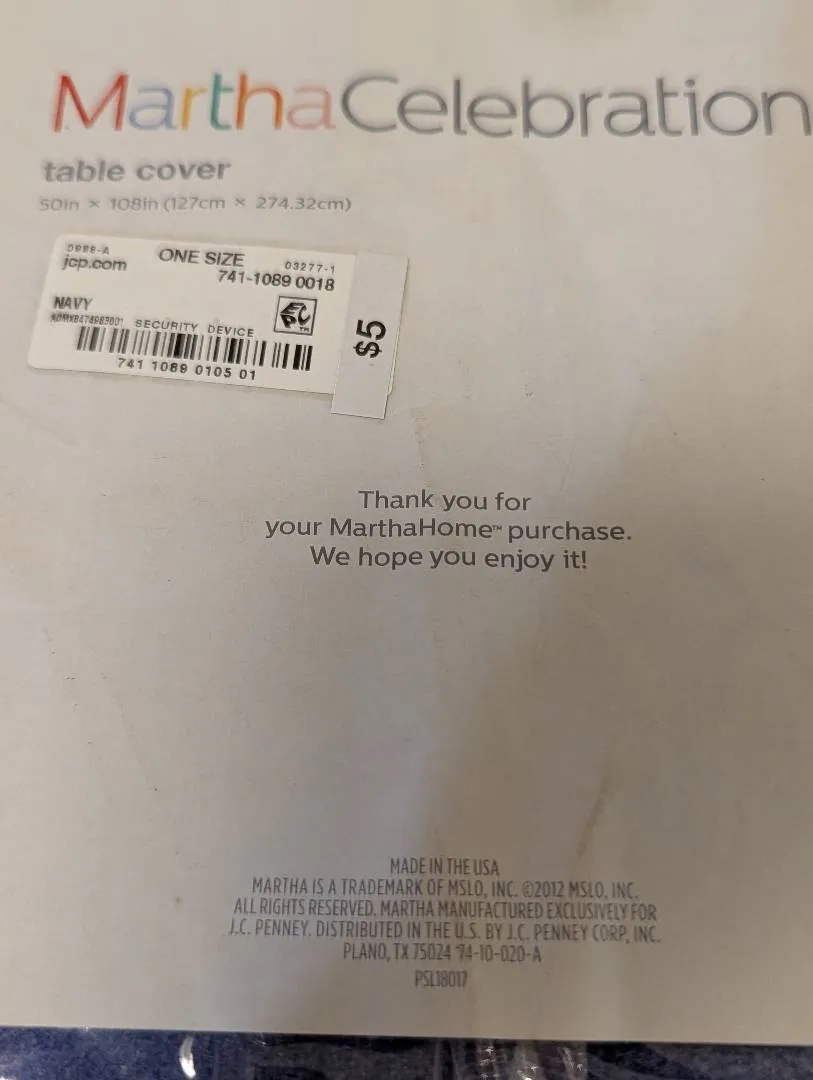 MarthaCelebration
table cover
50in × 108in (127cm × 274.32cm)
jcp.com
ONE SIZE
03277-1
741-1089 0018
NAVY
SECURITY DEVICE
741 1089 0105 01
$5
Thank you for
your MarthaHome™ purchase.
We hope you enjoy it!
MADE IN THE USA
MARTHA IS A TRADEMARK OF MSLO, INC. ©2012 MSLO, INC.
ALL RIGHTS RESERVED. MARTHA MANUFACTURED EXCLUSIVELY FOR
J.C. PENNEY. DISTRIBUTED IN THE U.S. BY J.C. PENNEY CORP, INC.
PLANO, TX 75024 74-10-020-A
PSL18017